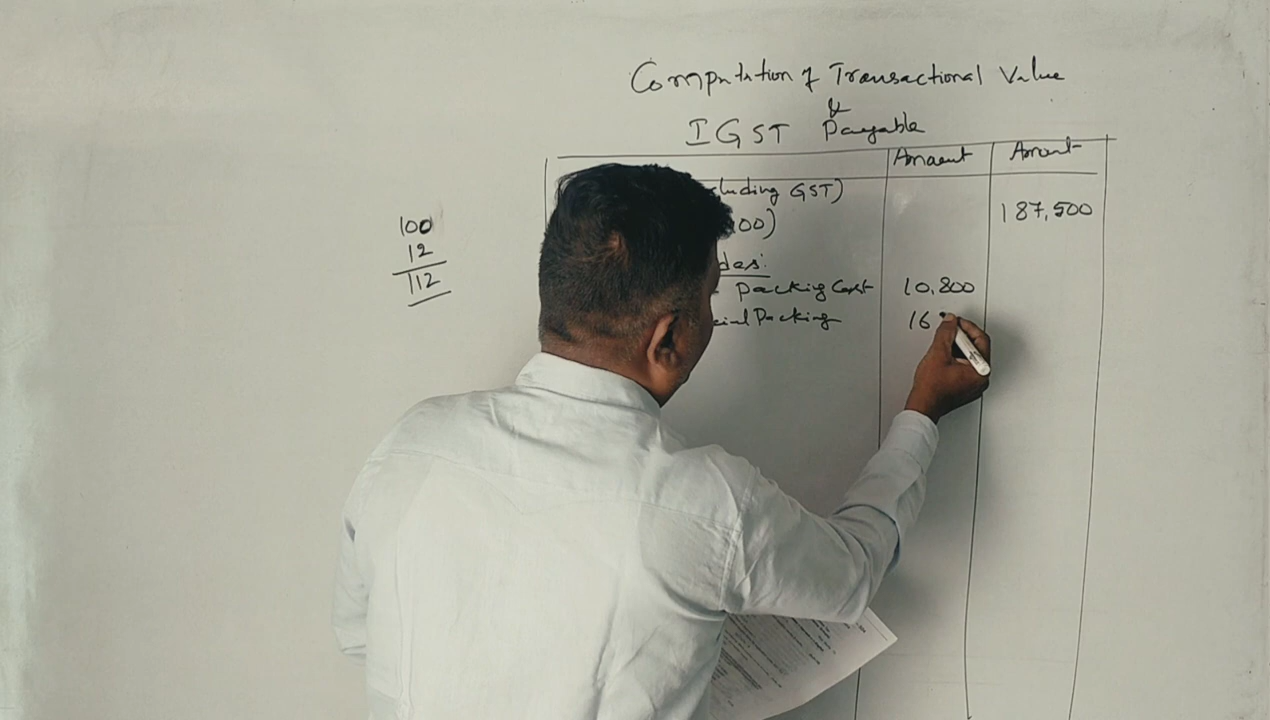 Computation of Transactional Value
&
IGST Payable
Amount Amount
cluding GST)
187,500
00)
des:
Packing Cost 10,800
cial Packing 16
100
12
112